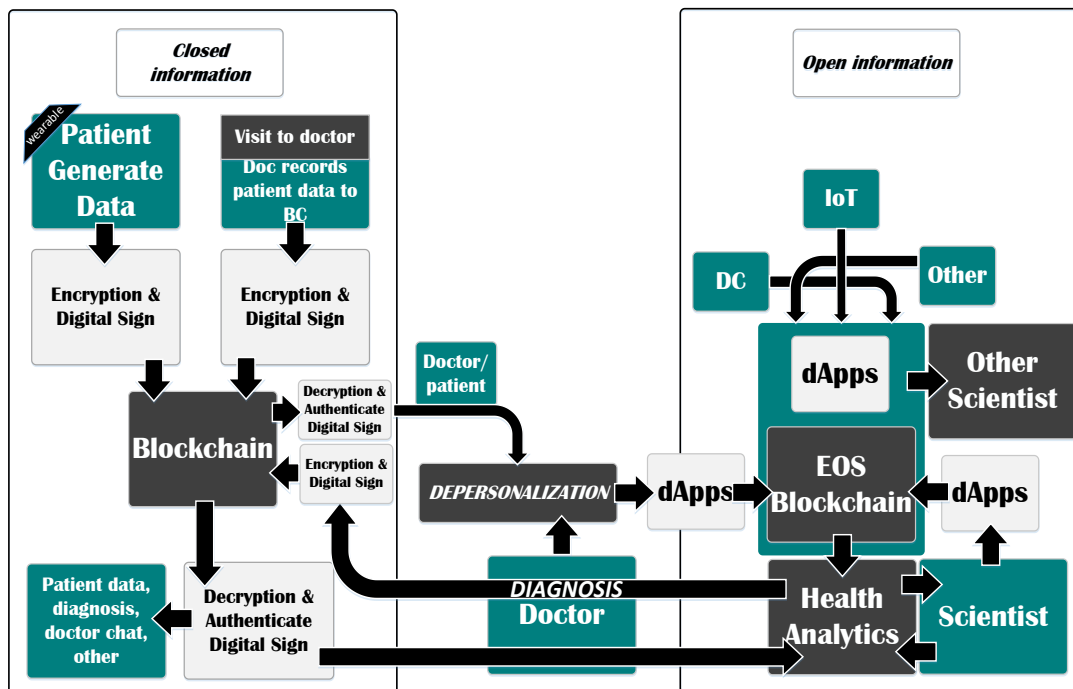 Closed
information
wearable
Patient
Generate
Data
Visit to doctor
Doc records
patient data to
BC
Encryption &
Digital Sign
Encryption &
Digital Sign
Blockchain
Decryption &
Authenticate
Digital Sign
Encryption &
Digital Sign
Patient data,
diagnosis,
doctor chat,
other
Decryption &
Authenticate
Digital Sign
Doctor/
patient
DEPERSONALIZATION
dApps
DIAGNOSIS
Doctor
Open information
IoT
DC
Other
dApps
Other
Scientist
EOS
Blockchain
dApps
Health
Analytics
Scientist